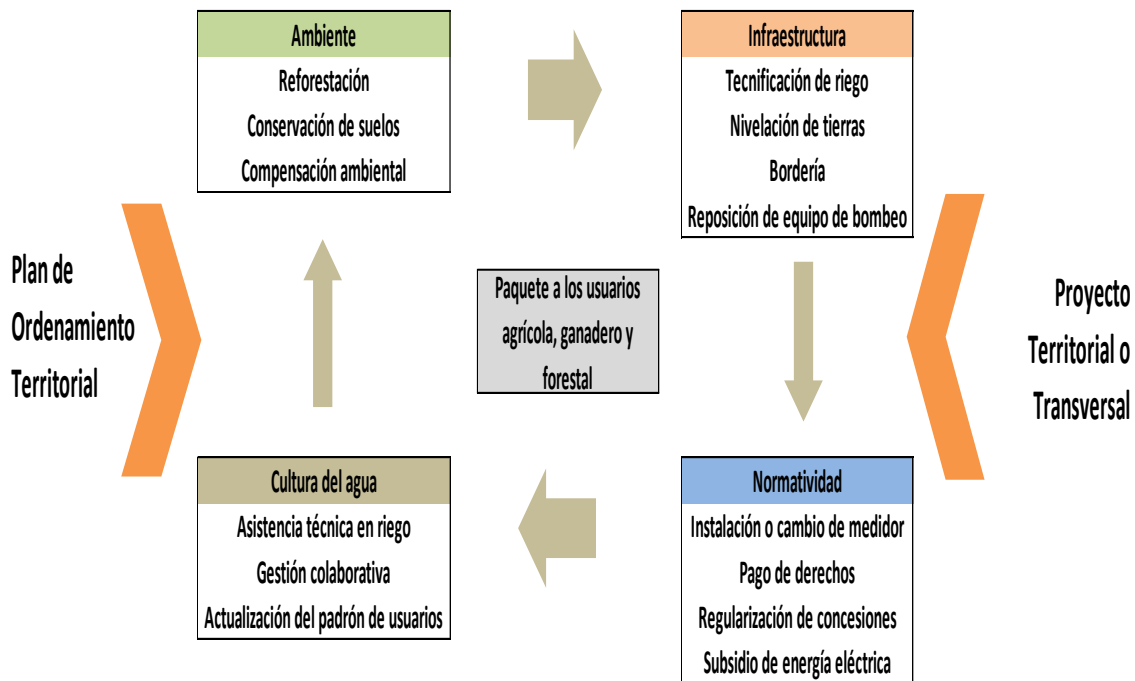 Ambiente
Reforestación
Conservación de suelos
Compensación ambiental
Infraestructura
Tecnificación de riego
Nivelación de tierras
Bordería
Reposición de equipo de bombeo
Plan de
Ordenamiento
Territorial
Paquete a los usuarios
agrícola, ganadero y
forestal
Proyecto
Territorial o
Transversal
Cultura del agua
Asistencia técnica en riego
Gestión colaborativa
Actualización del padrón de usuarios
Normatividad
Instalación o cambio de medidor
Pago de derechos
Regularización de concesiones
Subsidio de energía eléctrica